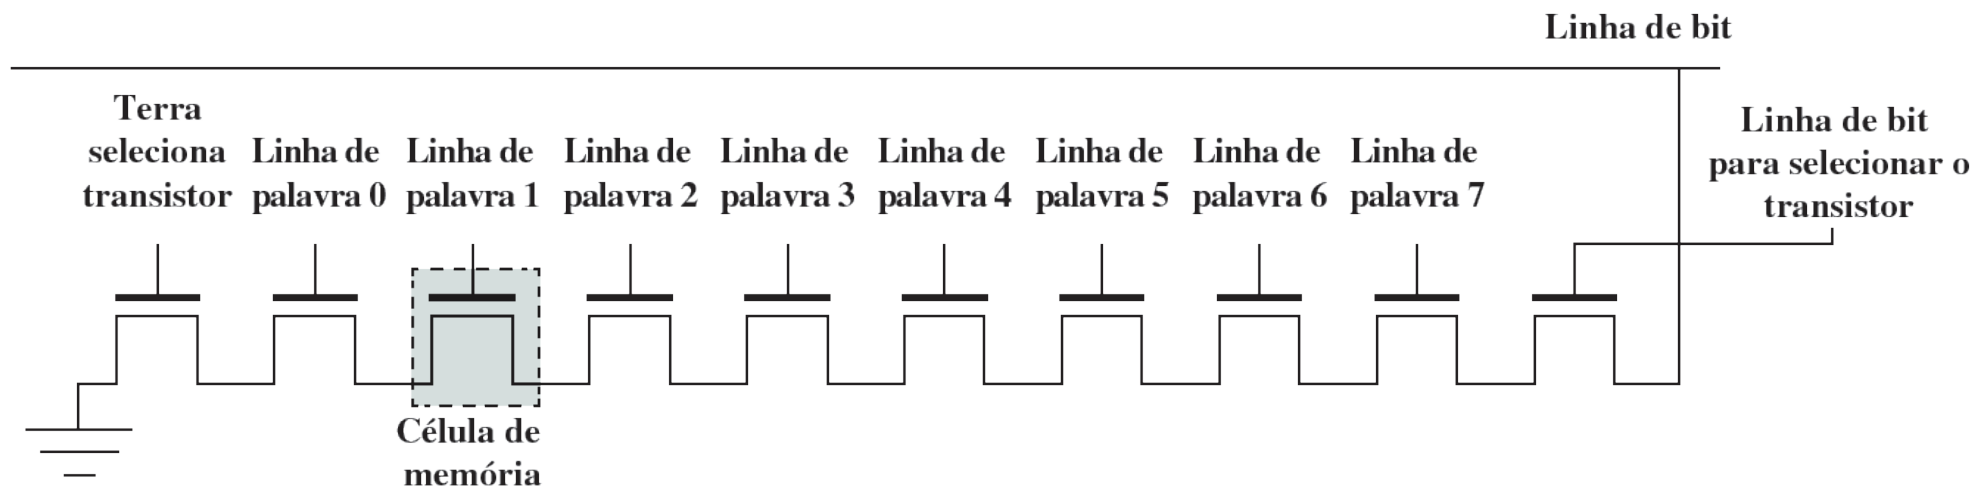 Linha de bit
Terra
seleciona
transistor
Linha de
palavra 0
Linha de
palavra 1
Linha de
palavra 2
Linha de
palavra 3
Linha de
palavra 4
Linha de
palavra 5
Linha de
palavra 6
Linha de
palavra 7
Linha de bit
para selecionar o
transistor
Célula de
memória